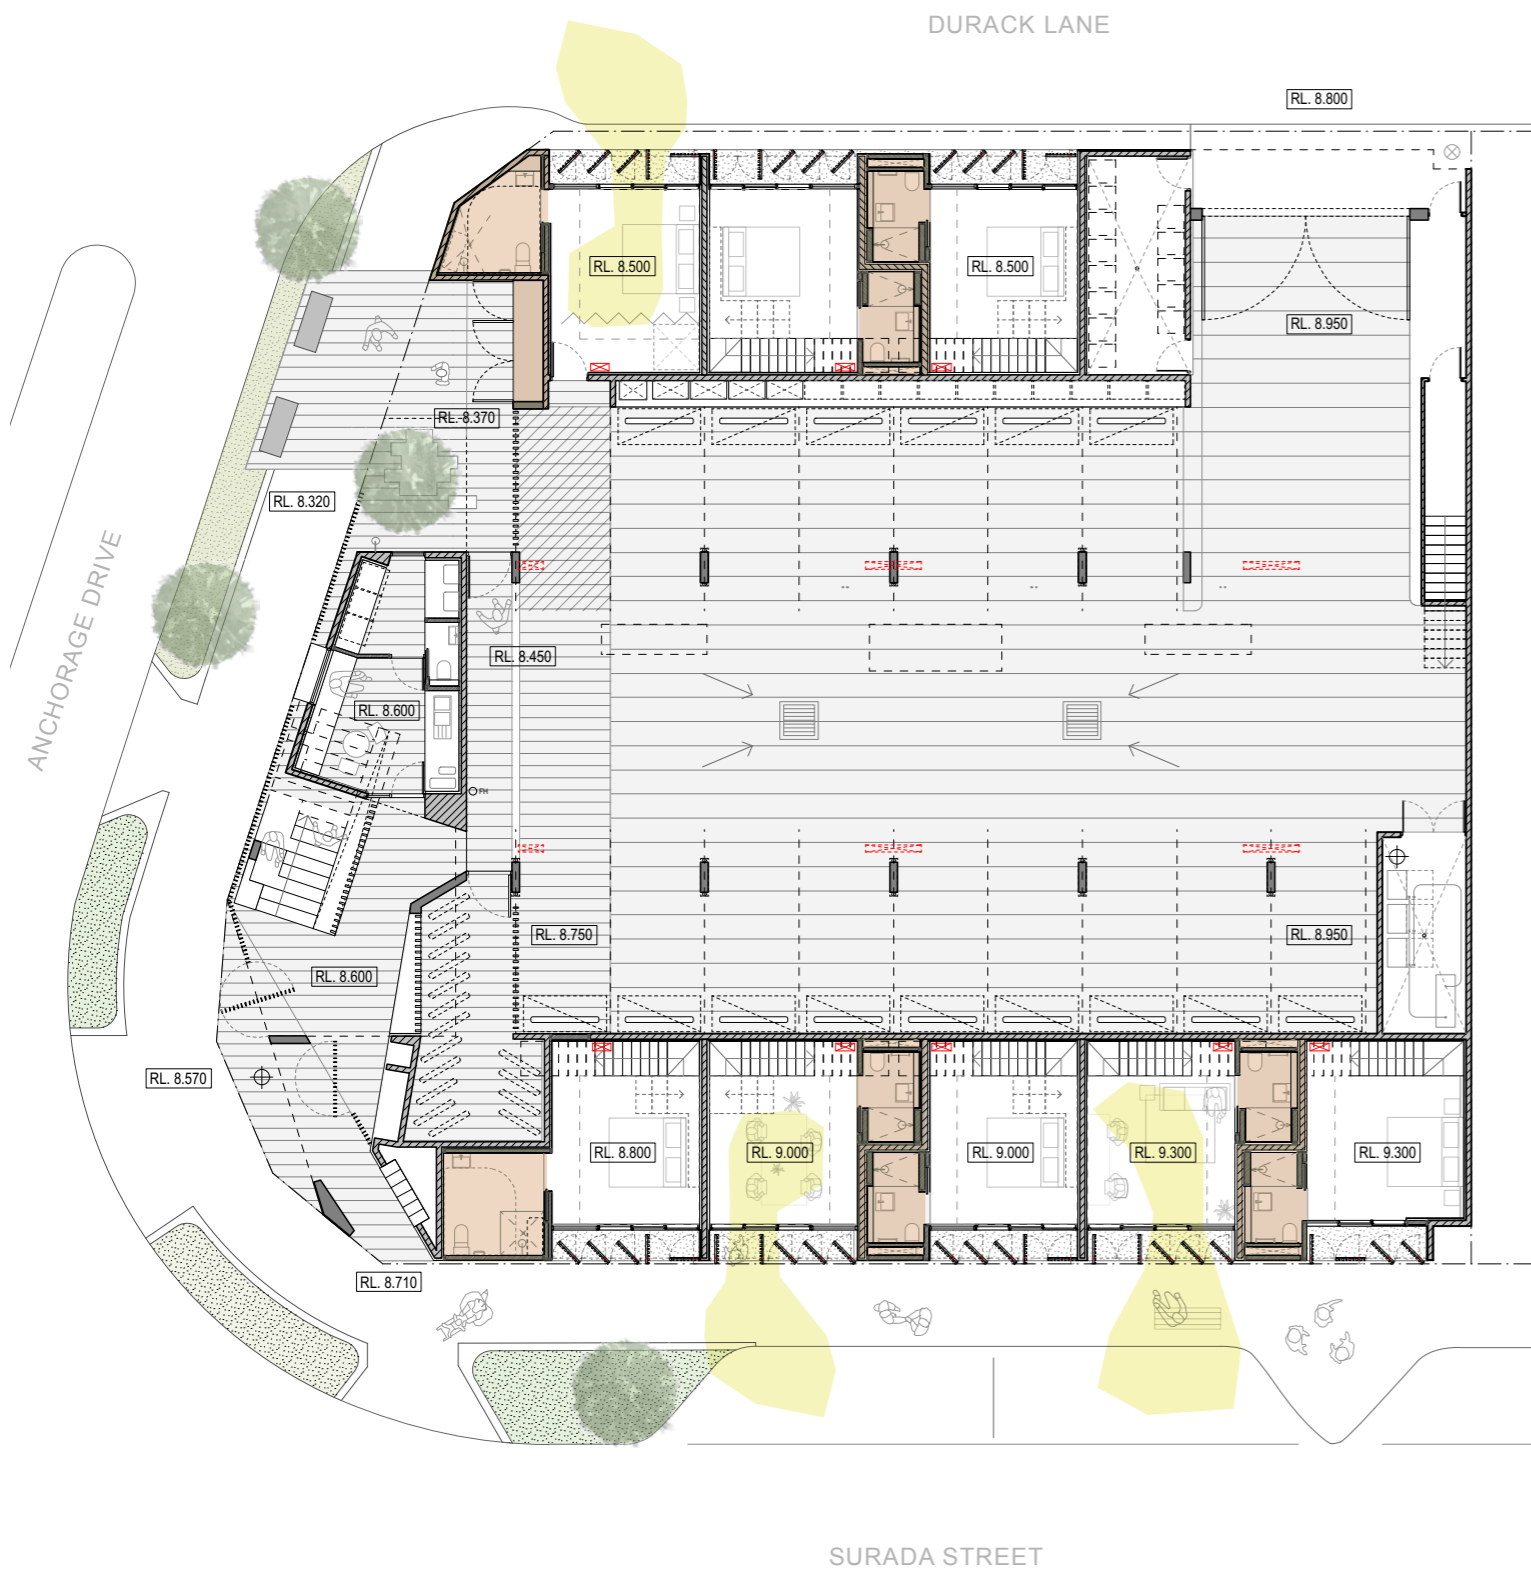 DURACK LANE
RL. 8.800
RL. 8.500
RL. 8.500
RL. 8.950
RL. 8.370
RL. 8.320
ANCHORAGE DRIVE
RL. 8.450
RL. 8.600
FH
RL. 8.750
RL. 8.950
RL. 8.600
RL. 8.570
RL. 8.800
RL. 9.000
RL. 9.000
RL. 9.300
RL. 9.300
RL. 8.710
SURADA STREET